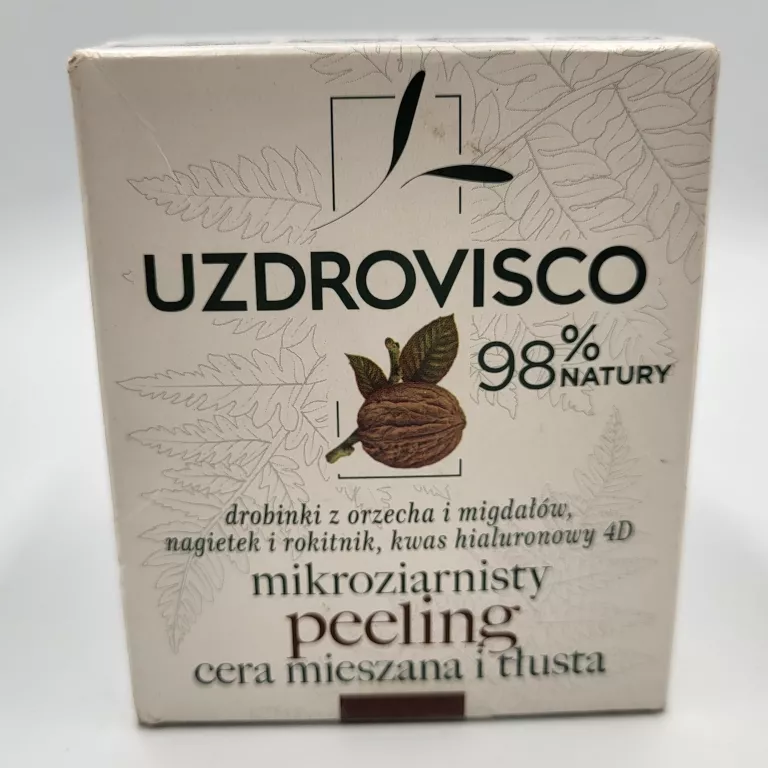 UZDROVISCO
98%
NATURY
drobinki z orzecha i migdałów,
nagietek i rokitnik, kwas hialuronowy 4D
mikroziarnisty
peeling
cera mieszana i tłusta